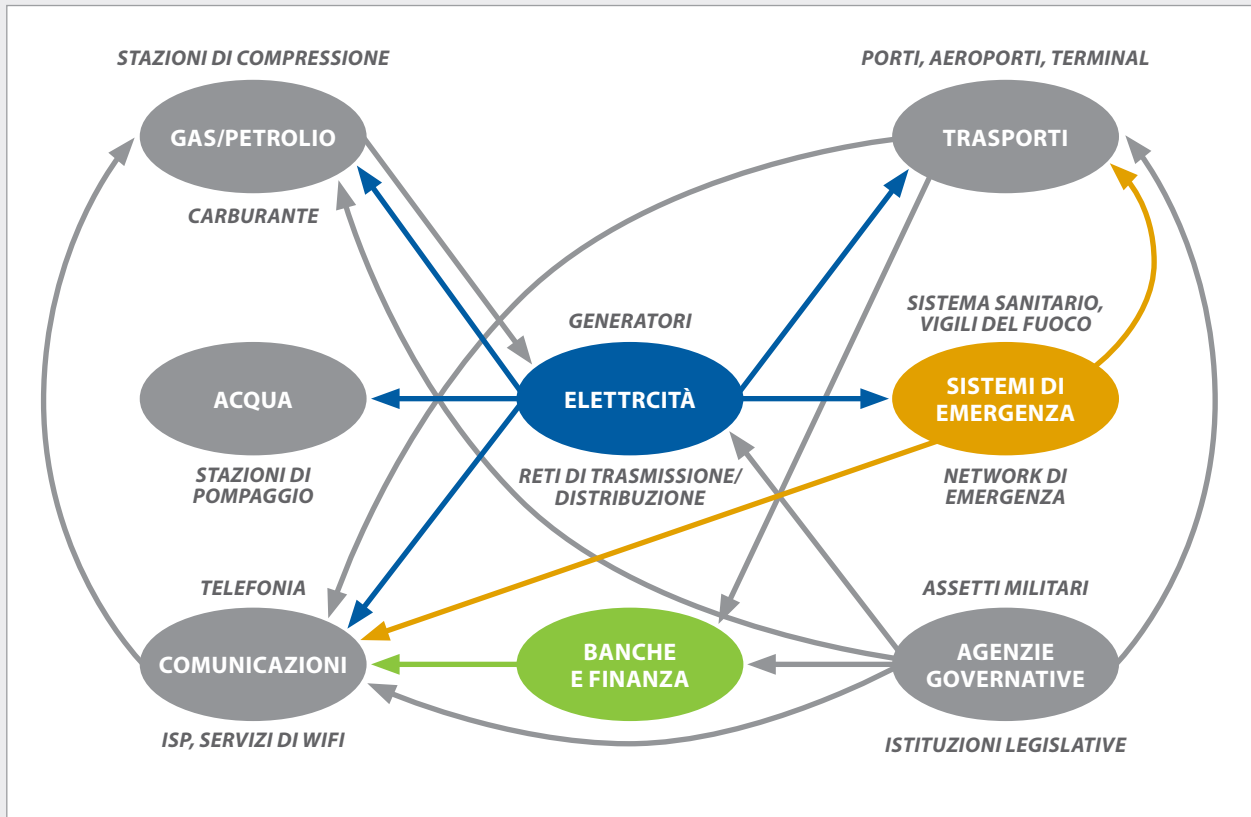 STAZIONI DI COMPRESSIONE
GAS/PETROLIO
CARBURANTE
PORTI, AEROPORTI, TERMINAL
TRASPORTI
GENERATORI
ELETTRCITÀ
RETI DI TRASMISSIONE/
DISTRIBUZIONE
SISTEMA SANITARIO,
VIGILI DEL FUOCO
SISTEMI DI
EMERGENZA
NETWORK DI
EMERGENZA
ACQUA
STAZIONI DI
POMPAGGIO
TELEFONIA
COMUNICAZIONI
ISP, SERVIZI DI WIFI
BANCHE
E FINANZA
ASSETTI MILITARI
AGENZIE
GOVERNATIVE
ISTITUZIONI LEGISLATIVE